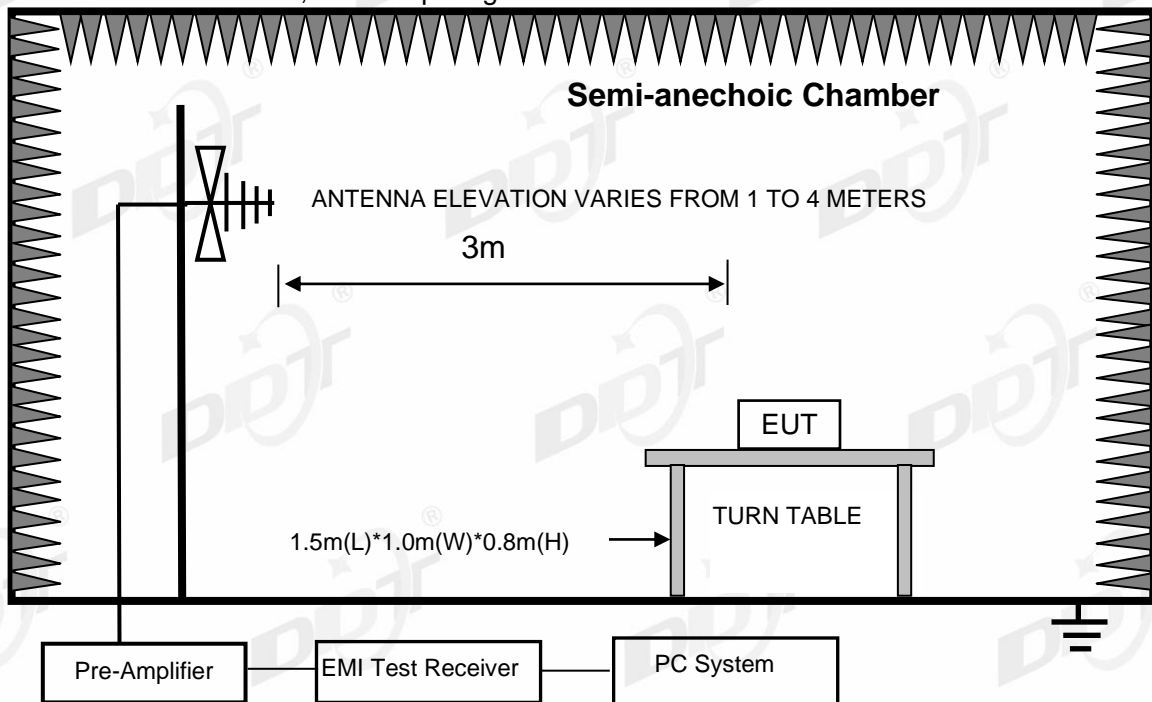 Semi-anechoic Chamber
ANTENNA ELEVATION VARIES FROM 1 TO 4 METERS
3m
EUT
TURN TABLE
1.5m(L)*1.0m(W)*0.8m(H)
Pre-Amplifier
EMI Test Receiver
PC System
DDT
®